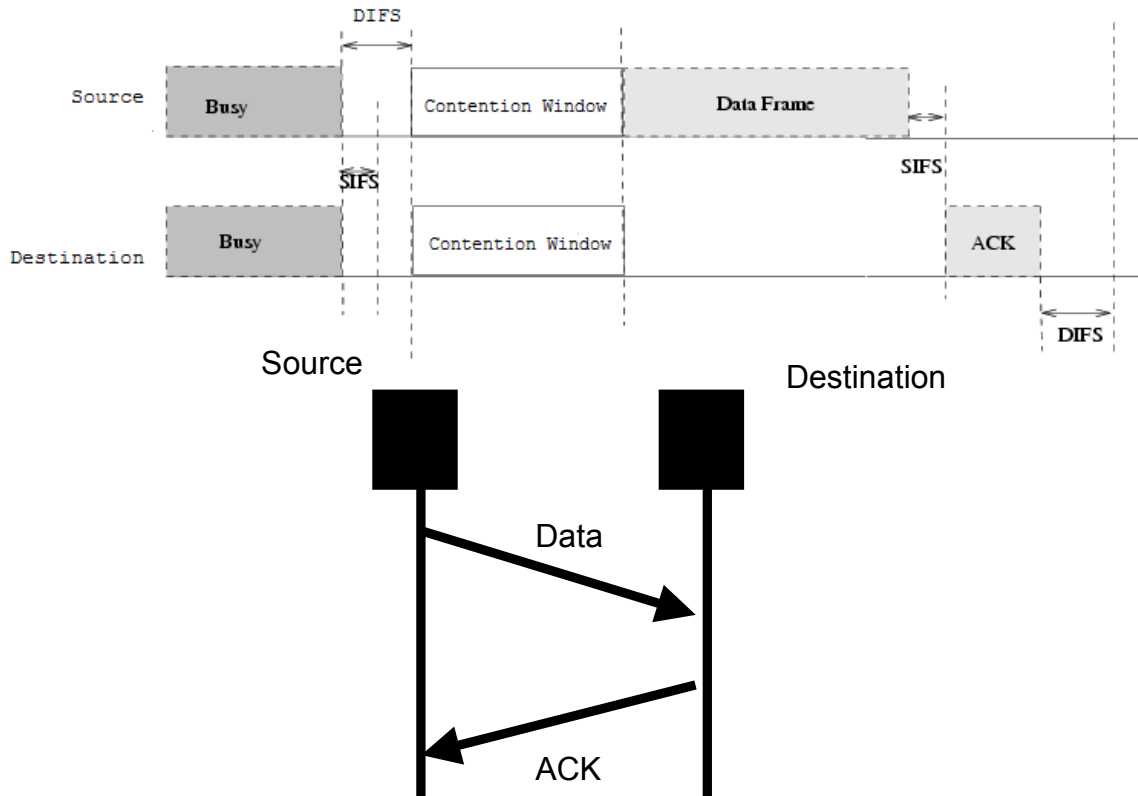 DIFS
Source
Busy
Contention Window
Data Frame
SIFS
SIFS
Destination
Busy
Contention Window
ACK
DIFS
Source
Destination
Data
ACK